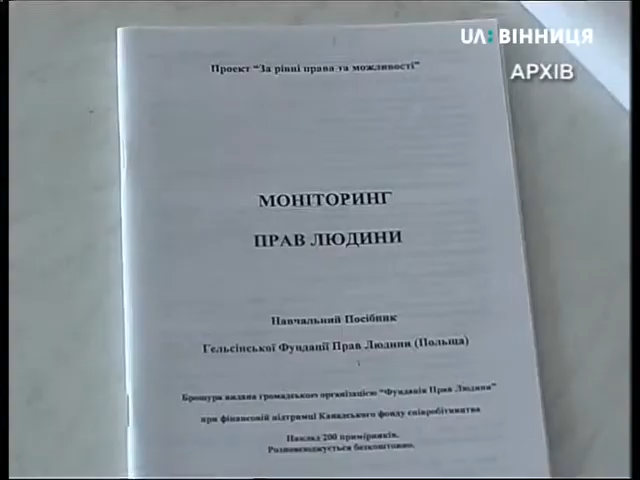 UA: ВІННИЦЯ
АРХІВ
Проект "За рівні права та можливості"
МОНІТОРИНГ
ПРАВ ЛЮДИНИ
Навчальний Посібник
Гельсінської Фундації Прав Людини (Польща)
Брошура видана громадською організацією "Фундація Прав Людини"
при фінансовій підтримці Канадського фонду співробітництва
Наклад 200 примірників.
Розповсюджується безкоштовно.